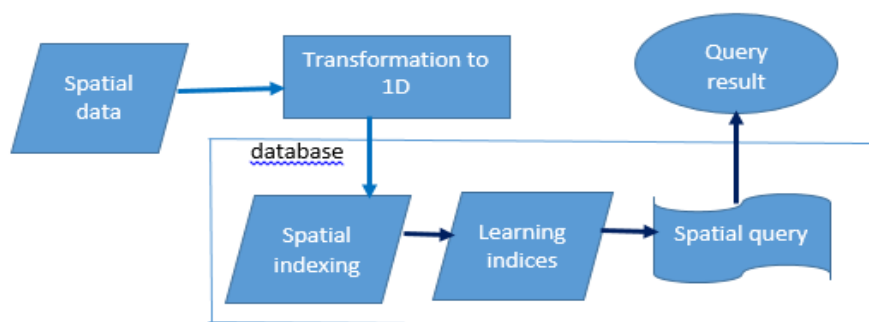 Spatial
data
Transformation to
1D
Query
result
database
Spatial
indexing
Learning
indices
Spatial query